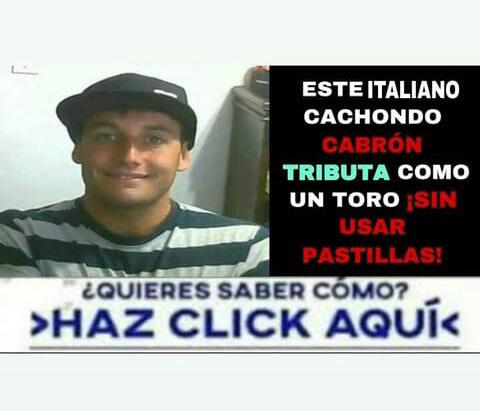 ESTE ITALIANO
CACHONDO
CABRÓN
TRIBUTA COMO
UN TORO ¡SIN
USAR
PASTILLAS!
¿QUIERES SABER CÓMO?
>HAZ CLICK AQUÍ<